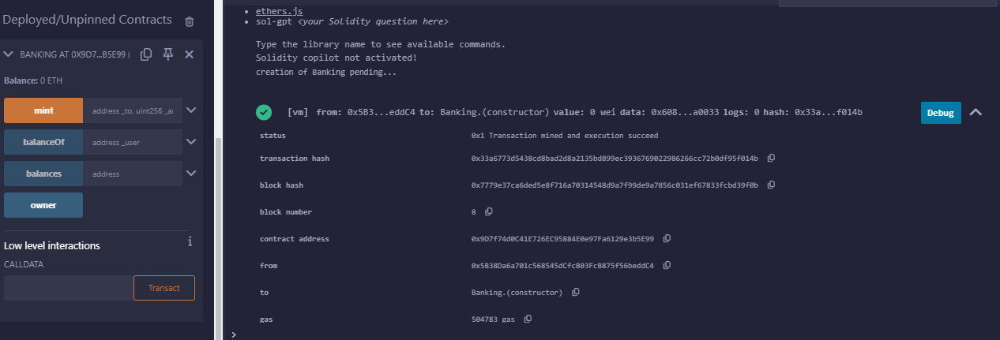 Deployed/Unpinned Contracts
BANKING AT 0X9D7...B5E99 (
Balance: 0 ETH
mint
address _to, uint256 _a
balanceOf
address _user
balances
address
owner
Low level interactions
i
CALLDATA
Transact
ethers.js
sol-gpt <your Solidity question here>
Type the library name to see available commands.
Solidity copilot not activated!
creation of Banking pending...
[vm] from: 0x5B3...eddC4 to: Banking.(constructor) value: 0 wei data: 0x608...a0033 logs: 0 hash: 0x33a...f014b
Debug
status 0x1 Transaction mined and execution succeed
transaction hash 0x33a6773d5438cd8bad2d8a2135bd899ec3936769022986266cc72b0df95f014b
block hash 0x7779e37ca6ded5e8f716a70314548d9a7f99de9a7856c031ef67833fcbd39f0b
block number 8
contract address 0x9D7f74d0C41E726EC95884E0e97Fa6129e3b5E99
from 0x5B38Da6a701c568545dCfcB03FcB875f56beddC4
to Banking.(constructor)
gas 504783 gas
>